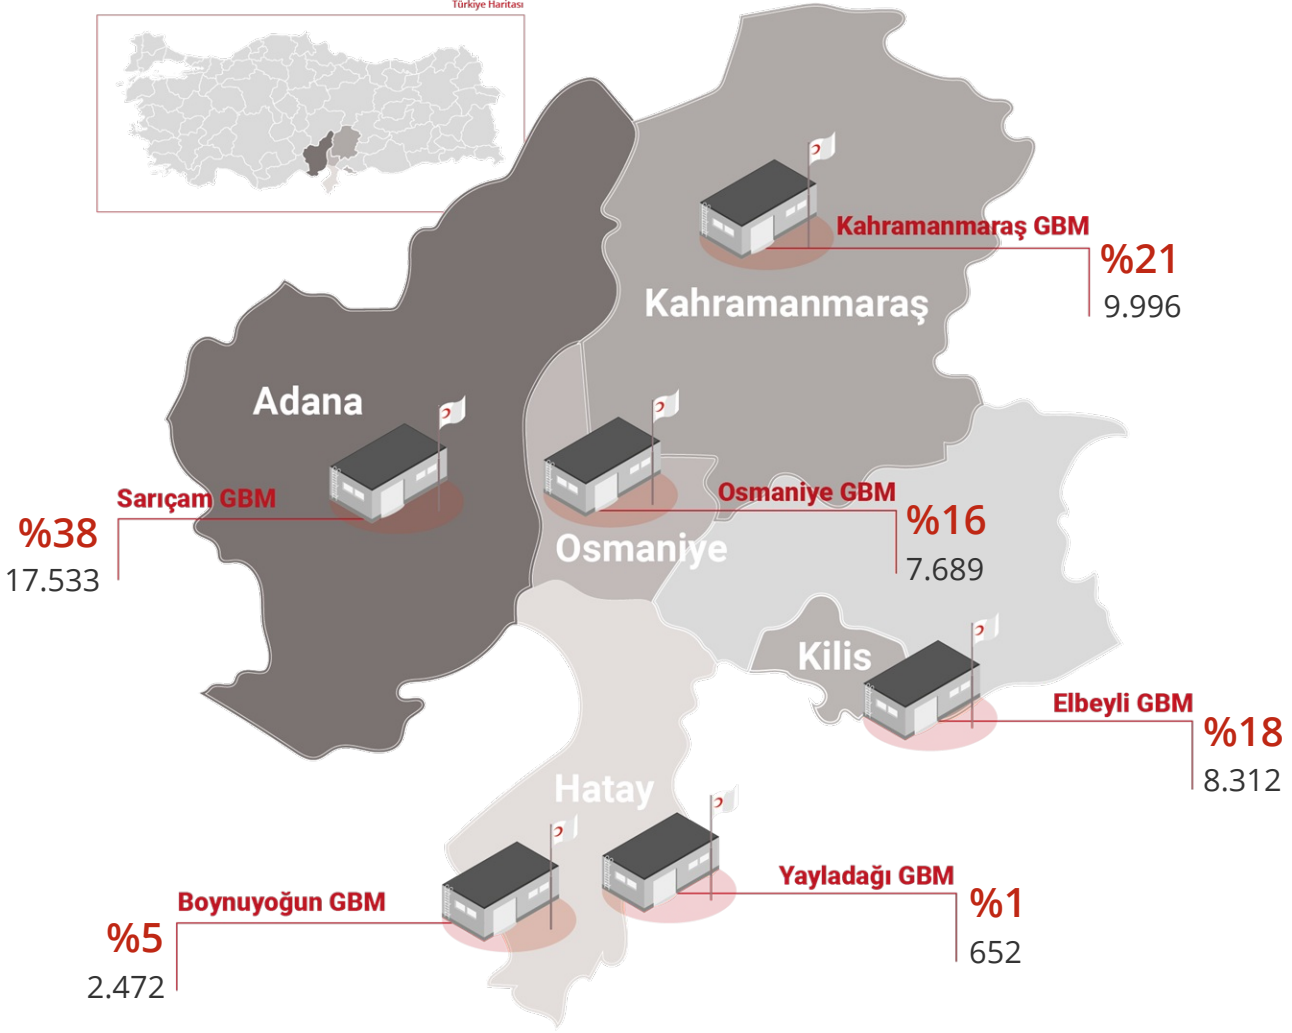 Türkiye Haritası
Kahramanmaraş GBM
%21
9.996
Kahramanmaraş
Adana
Sarıçam GBM
%38
17.533
Osmaniye GBM
%16
7.689
Osmaniye
Kilis
Elbeyli GBM
%18
8.312
Hatay
Yayladağı GBM
%1
652
Boynuyoğun GBM
%5
2.472